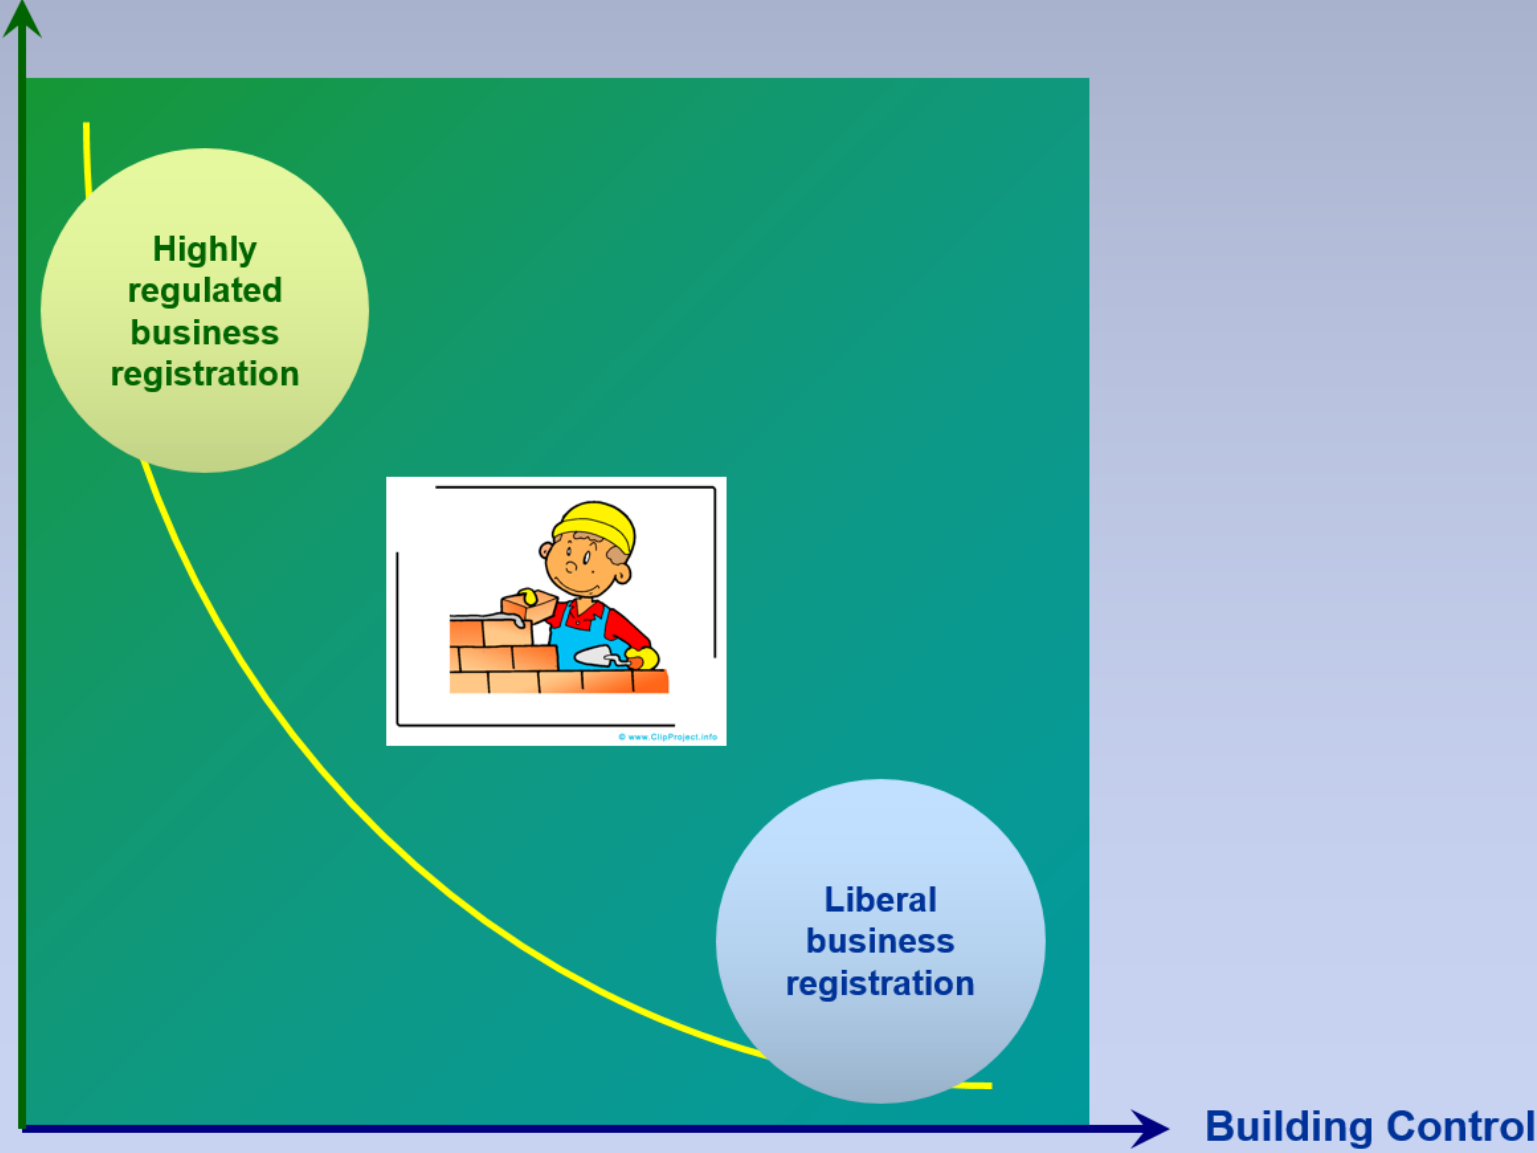 Highly
regulated
business
registration
© www.ClipProject.info
Liberal
business
registration
Building Control